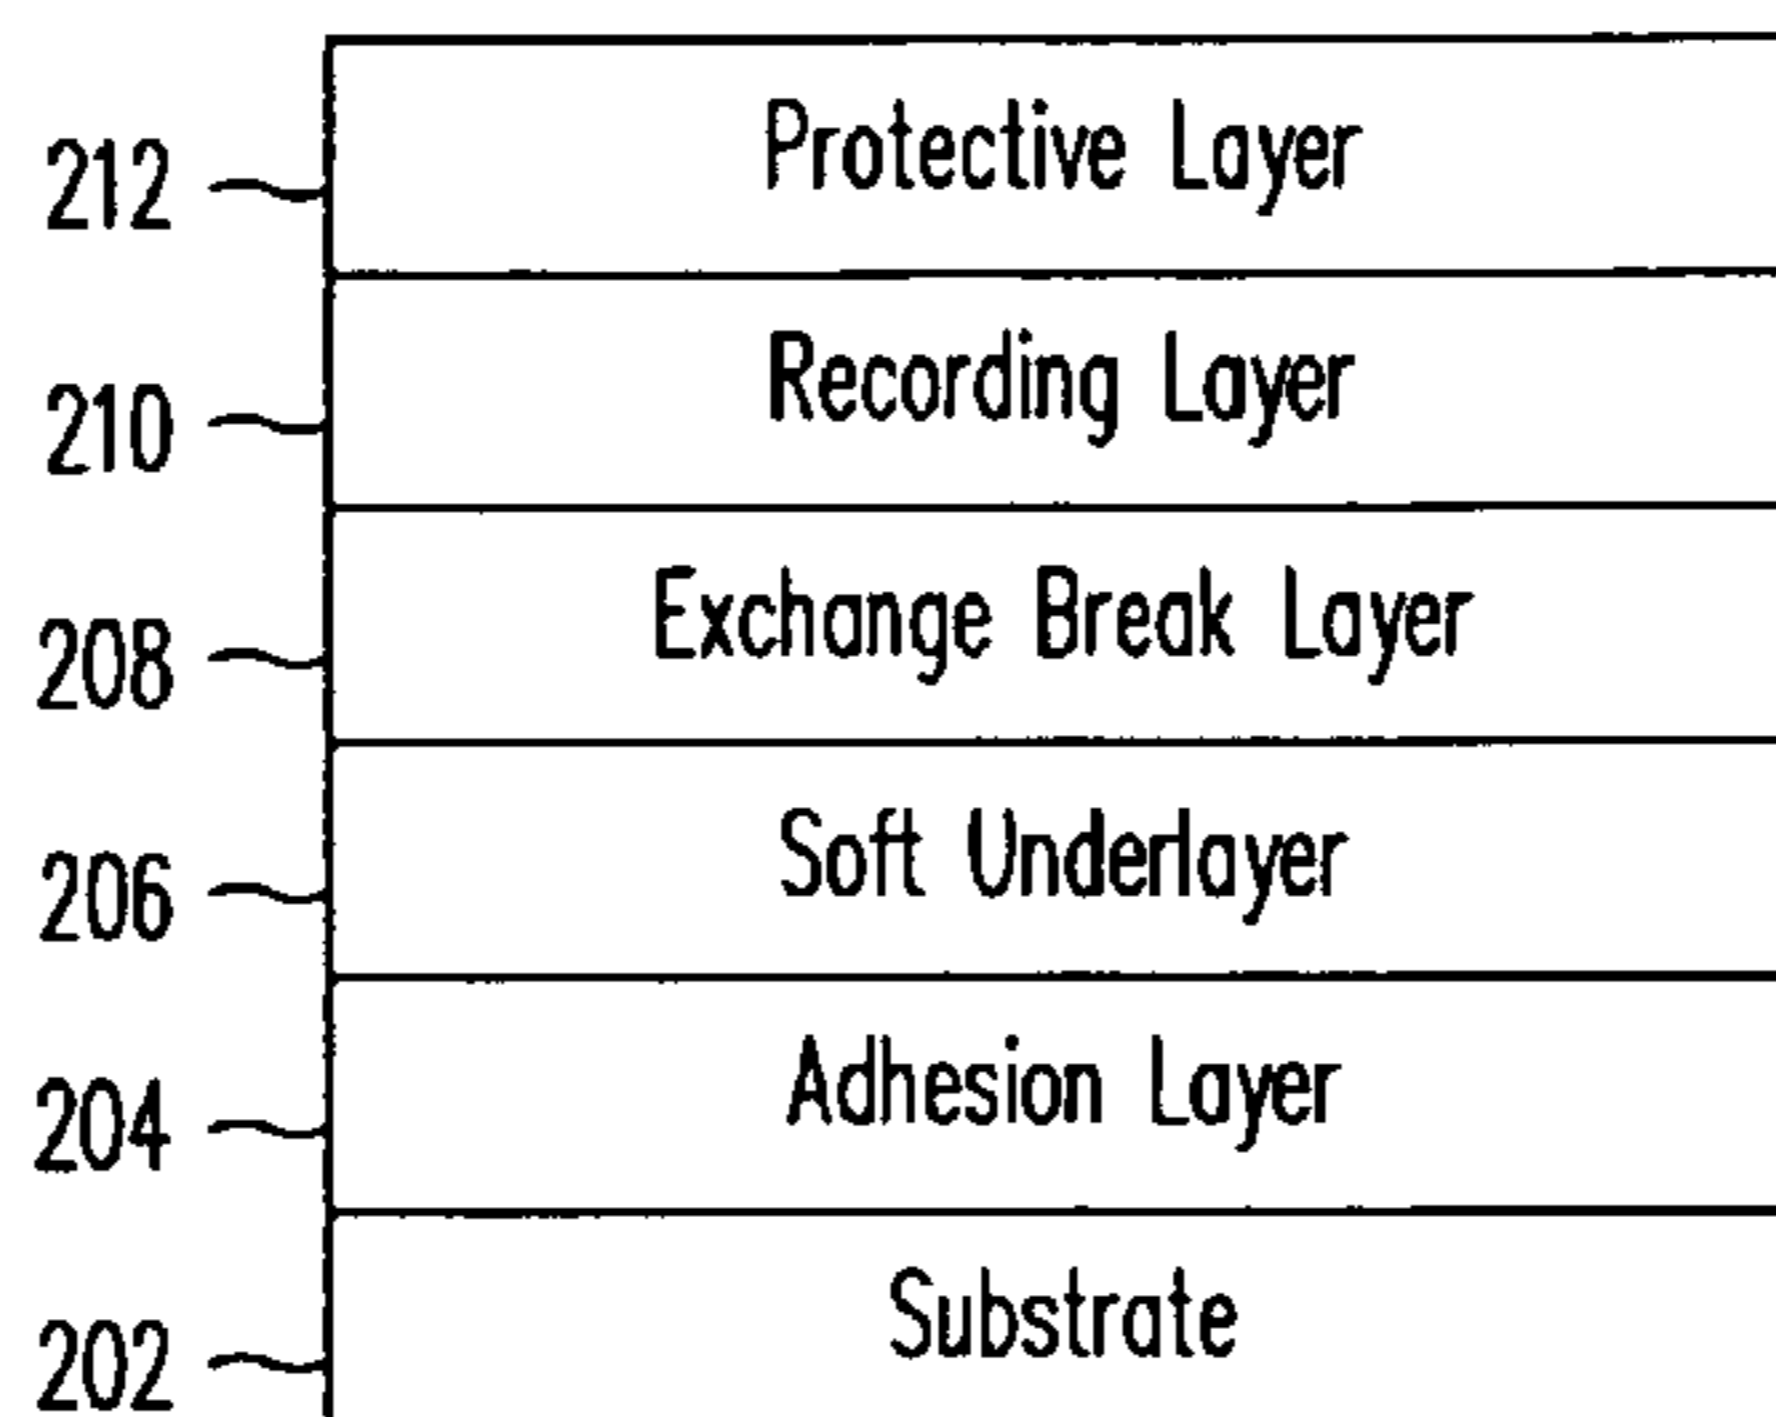 212 Protective Layer
210 Recording Layer
208 Exchange Break Layer
206 Soft Underlayer
204 Adhesion Layer
202 Substrate